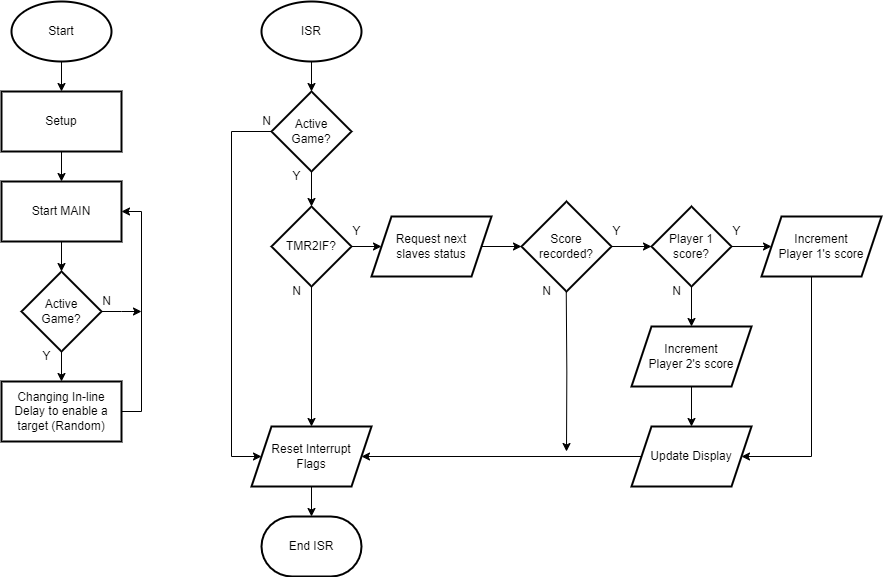 Start
Setup
Start MAIN
Active
Game?
N
Y
Changing In-line
Delay to enable a
target (Random)
ISR
Active
Game?
N
Y
TMR2IF?
Y
N
Request next
slaves status
Score
recorded?
Y
N
Player 1
score?
Y
N
Increment
Player 1's score
Increment
Player 2's score
Update Display
Reset Interrupt
Flags
End ISR